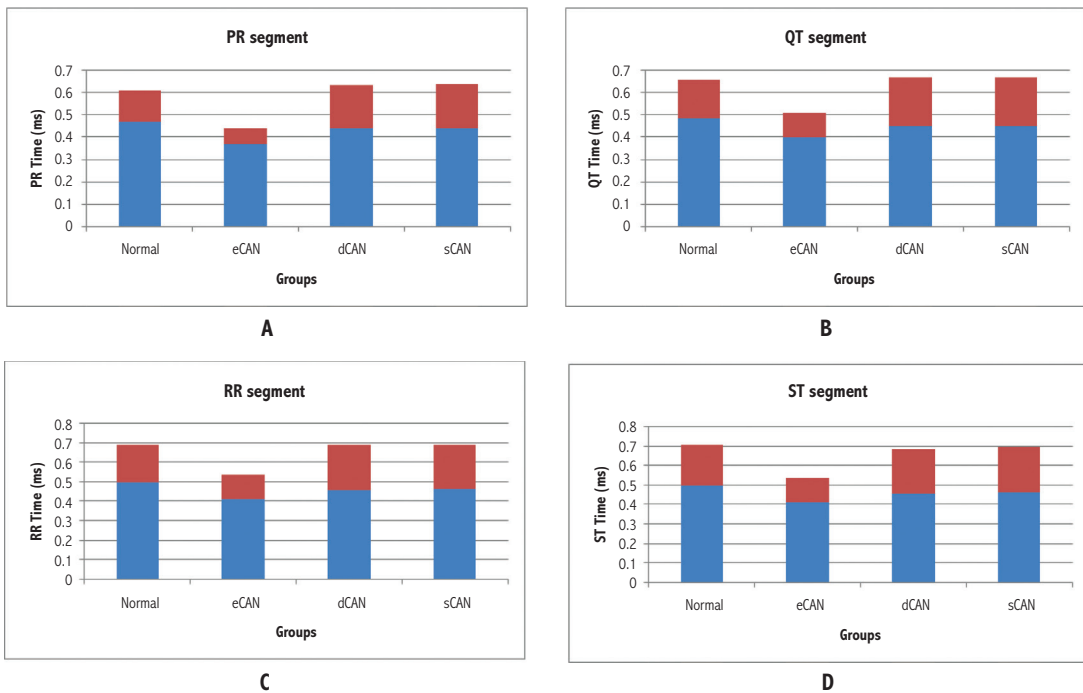 PR segment
PR Time (ms)
0.7
0.6
0.5
0.4
0.3
0.2
0.1
0
Normal eCAN dCAN sCAN
Groups
A
QT segment
QT Time (ms)
0.7
0.6
0.5
0.4
0.3
0.2
0.1
0
Normal eCAN dCAN sCAN
Groups
B
RR segment
RR Time (ms)
0.8
0.7
0.6
0.5
0.4
0.3
0.2
0.1
0
Normal eCAN dCAN sCAN
Groups
C
ST segment
ST Time (ms)
0.8
0.7
0.6
0.5
0.4
0.3
0.2
0.1
0
Normal eCAN dCAN sCAN
Groups
D